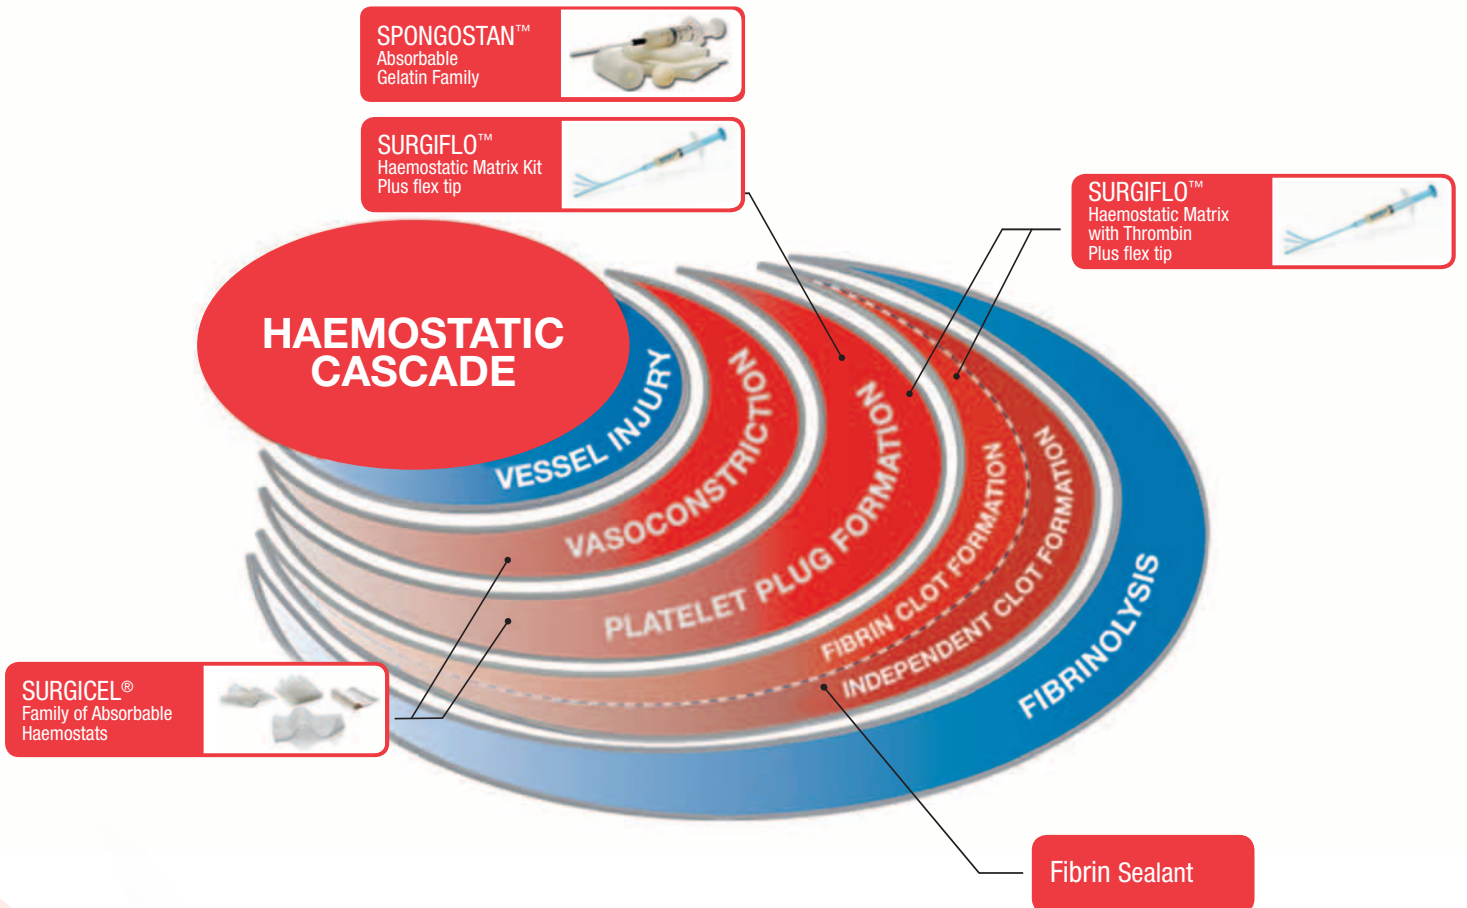 SPONGOSTAN™
Absorbable
Gelatin Family
SURGIFLO™
Haemostatic Matrix Kit
Plus flex tip
SURGIFLO™
Haemostatic Matrix
with Thrombin
Plus flex tip
HAEMOSTATIC
CASCADE
VESSEL INJURY
VASOCONSTRICTION
PLATELET PLUG FORMATION
FIBRIN CLOT FORMATION
INDEPENDENT CLOT FORMATION
FIBRINOLYSIS
SURGICEL®
Family of Absorbable
Haemostats
Fibrin Sealant